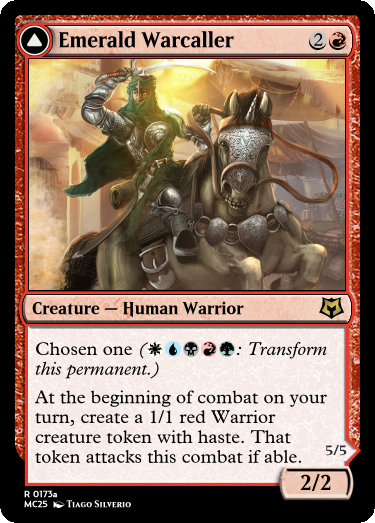 Emerald Warcaller 2
Creature — Human Warrior
Chosen one (: Transform
this permanent.)
At the beginning of combat on your
turn, create a 1/1 red Warrior
creature token with haste. That
token attacks this combat if able.
5/5
2/2
R 0173a
MC25 Tiago Silverio